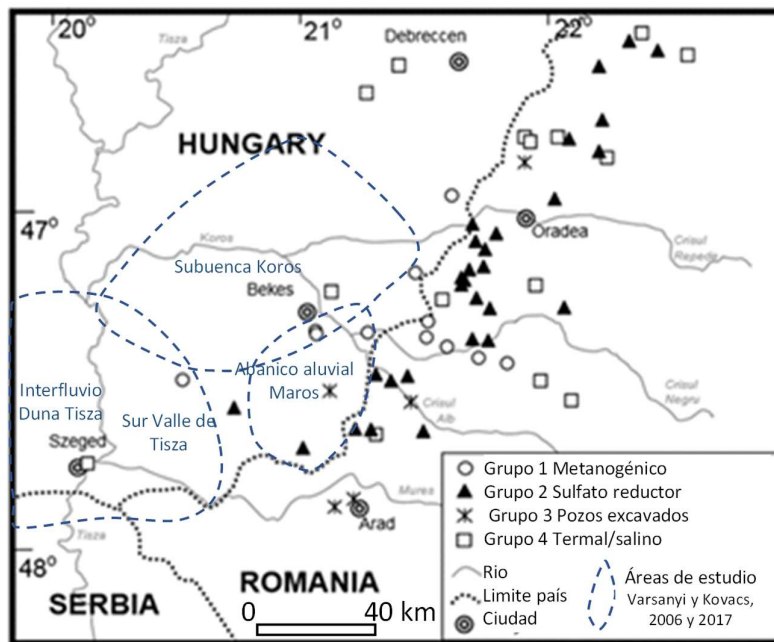 20° 21° 22°
Tisza
Debreccen
HUNGARY
47°
Koros
Oradea
Crisul
Repede
Subuenca Koros
Bekes
Interfluvio
Duna Tisza
Sur Valle de
Tisza
Abanico aluvial
Maros
Crisul
Alb
Crisul
Negru
Szeged
Mures
Arad
48°
Tisza
SERBIA
ROMANIA
0 40 km
Grupo 1 Metanogénico
Grupo 2 Sulfato reductor
Grupo 3 Pozos excavados
Grupo 4 Termal/salino
Rio
Limite país
Ciudad
Áreas de estudio
Varsanyi y Kovacs,
2006 y 2017